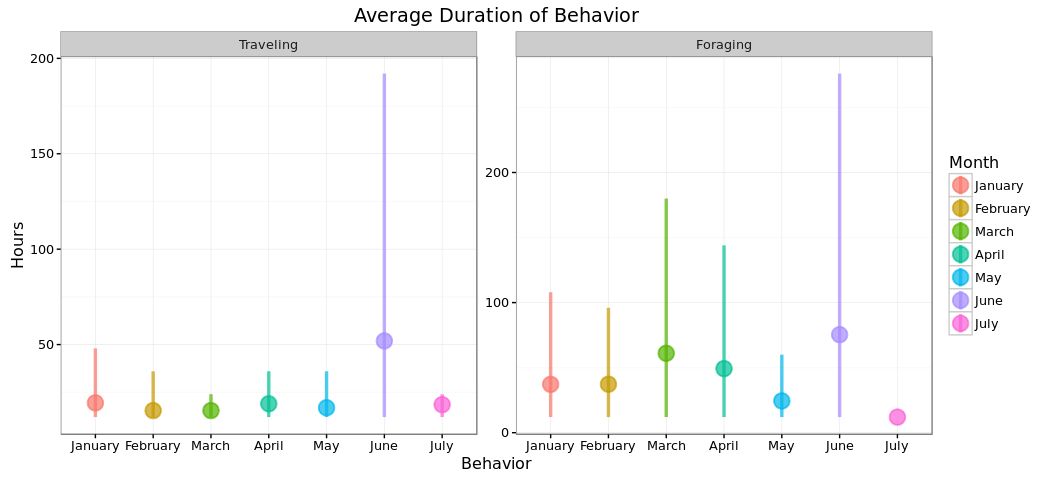 Average Duration of Behavior
Traveling
Foraging
200
150
100
50
200
100
0
Hours
January February March April May June July
January February March April May June July
Behavior
Month
January
February
March
April
May
June
July